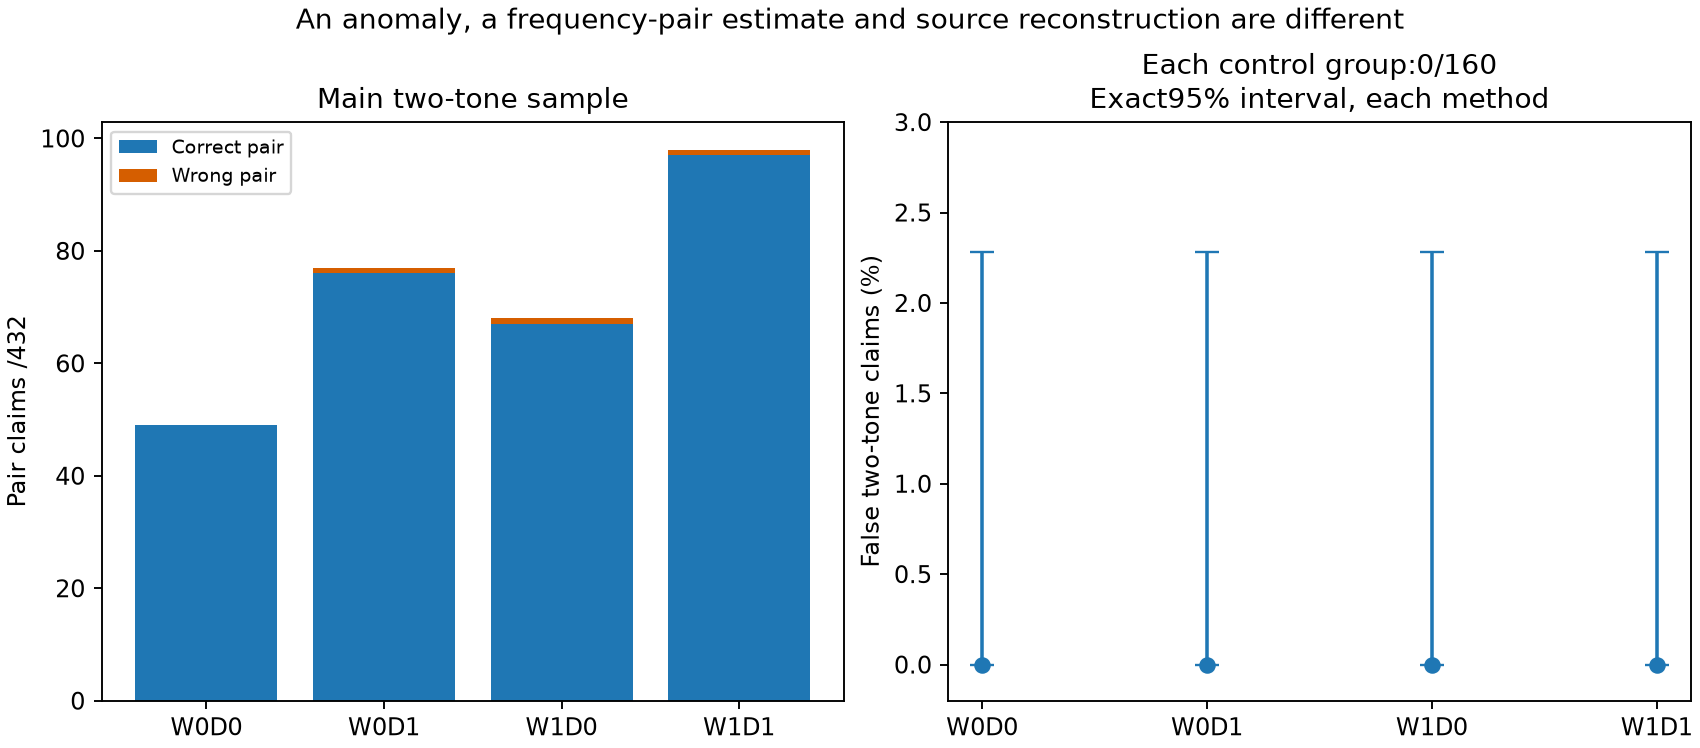 An anomaly, a frequency-pair estimate and source reconstruction are different
Main two-tone sample
Pair claims /432
100
80
60
40
20
0
Correct pair
Wrong pair
W0D0
W0D1
W1D0
W1D1
Each control group:0/160
Exact95% interval, each method
False two-tone claims (%)
3.0
2.5
2.0
1.5
1.0
0.5
0.0
W0D0
W0D1
W1D0
W1D1